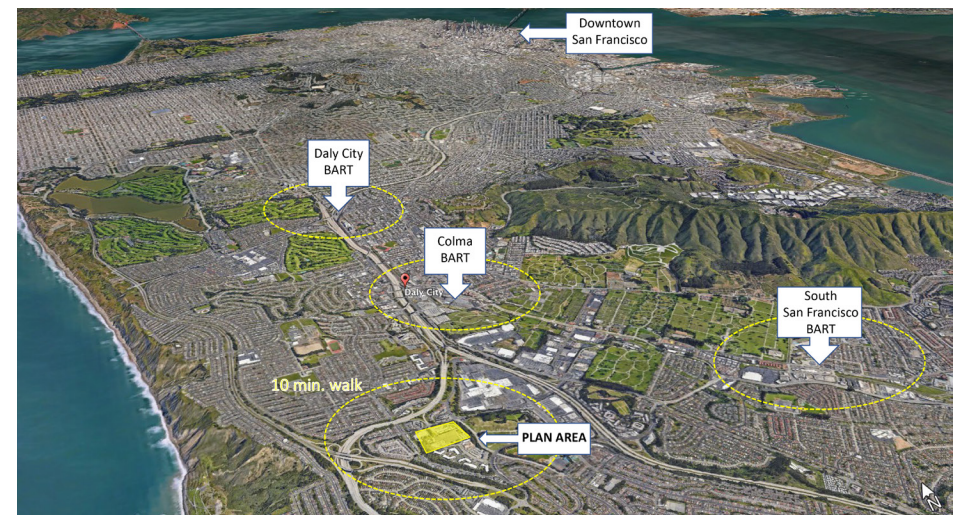 Downtown
San Francisco
Daly City
BART
Colma
BART
Daly City
South
San Francisco
BART
10 min. walk
PLAN AREA
N